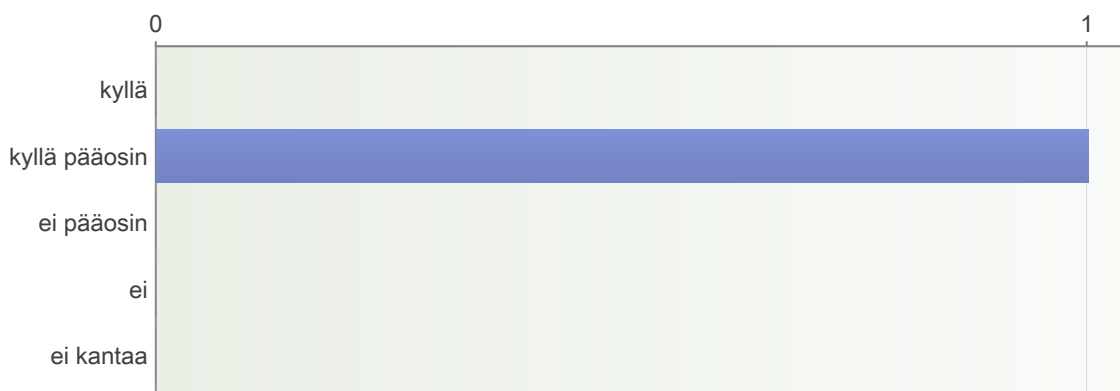 0 1
kyllä
kyllä pääosin
ei pääosin
ei
ei kantaa